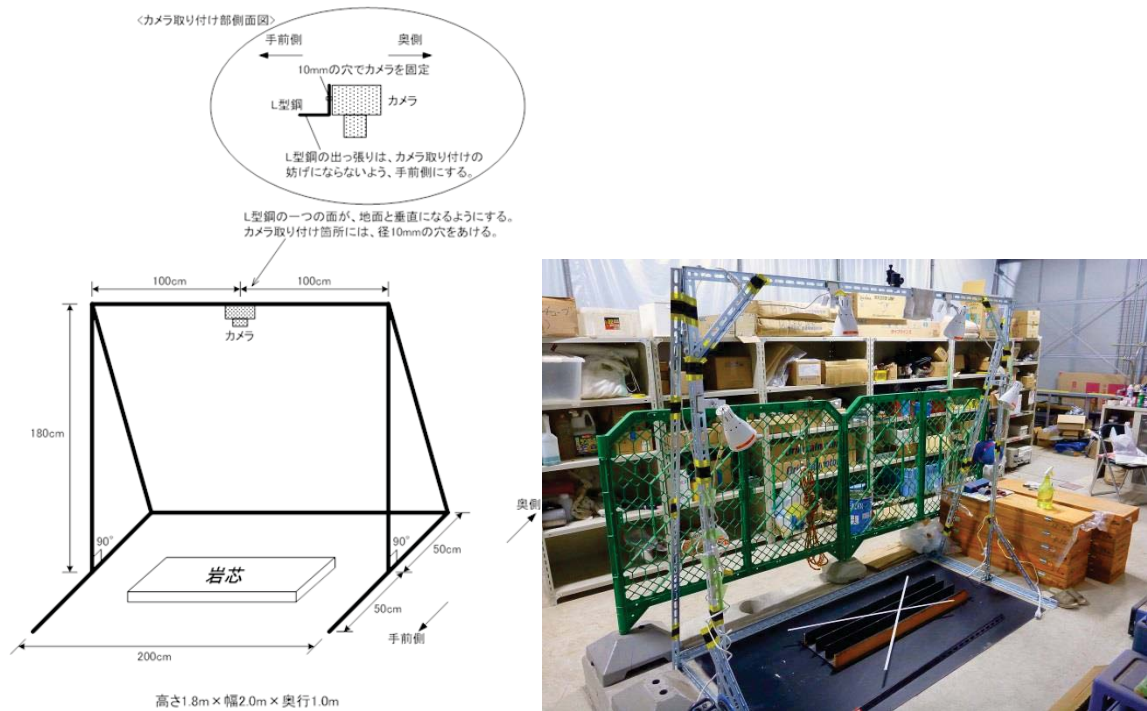 <カメラ取り付け部側面図>
手前側
奥側
10mmの穴でカメラを固定
L型鋼
カメラ
L型鋼の出っ張りは、カメラ取り付けの
妨げにならないよう、手前側にする。
L型鋼の一つの面が、地面と垂直になるようにする。
カメラ取り付け箇所には、径10mmの穴をあける。
100cm
100cm
カメラ
180cm
90°
90°
岩芯
奥側
50cm
50cm
手前側
200cm
高さ1.8m×幅2.0m×奥行1.0m